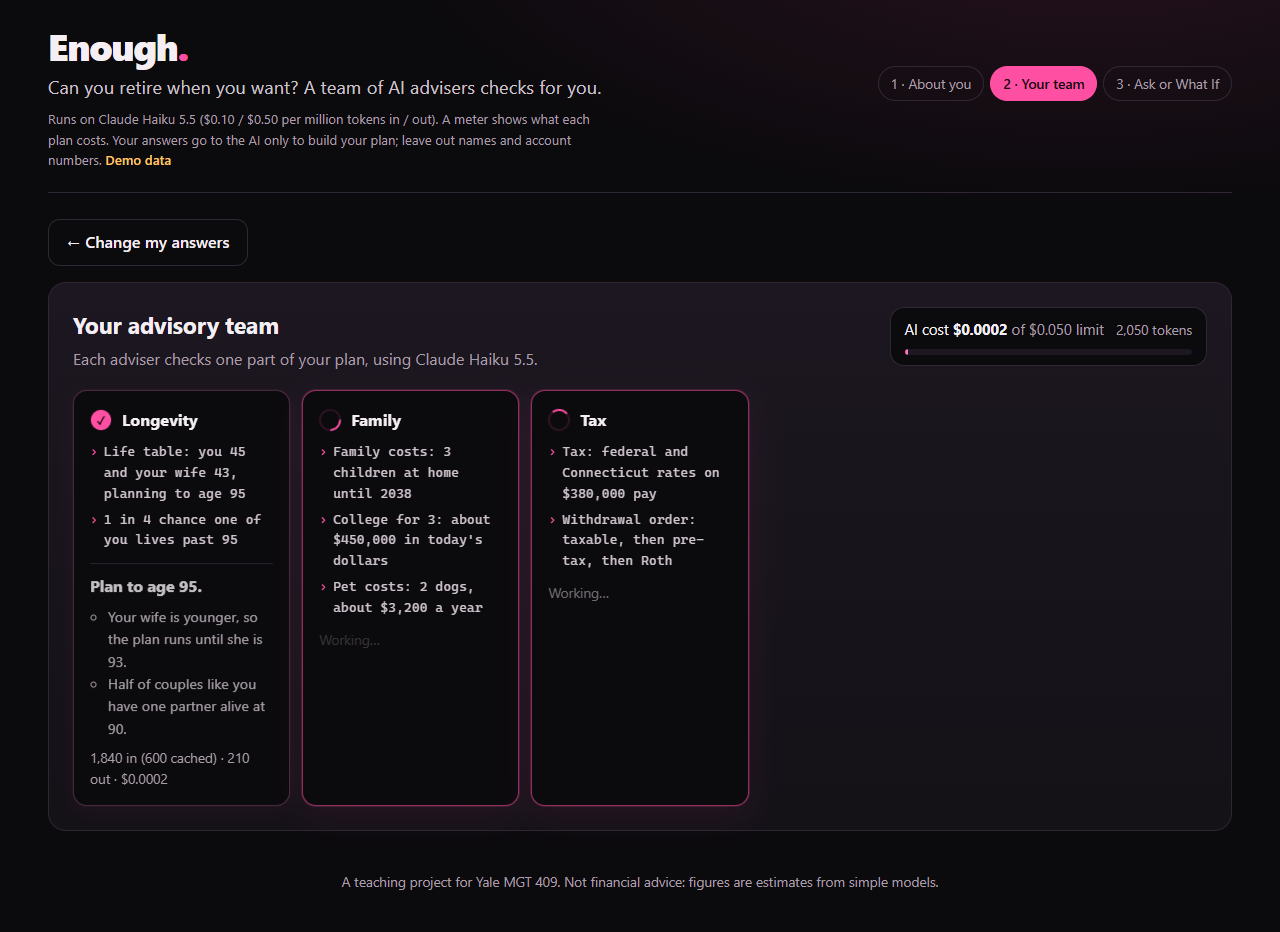 Enough.
Can you retire when you want? A team of AI advisers checks for you.
Runs on Claude Haiku 5.5 ($0.10 / $0.50 per million tokens in / out). A meter shows what each
plan costs. Your answers go to the AI only to build your plan; leave out names and account
numbers. Demo data
1 · About you
2 · Your team
3 · Ask or What If
← Change my answers
Your advisory team
Each adviser checks one part of your plan, using Claude Haiku 5.5.
AI cost $0.0002 of $0.050 limit 2,050 tokens
✓ Longevity
› Life table: you 45
and your wife 43,
planning to age 95
› 1 in 4 chance one of
you lives past 95
Plan to age 95.
Your wife is younger, so
the plan runs until she is
93.
Half of couples like you
have one partner alive at
90.
1,840 in (600 cached) · 210
out · $0.0002
Family
› Family costs: 3
children at home
until 2038
› College for 3: about
$450,000 in today's
dollars
› Pet costs: 2 dogs,
about $3,200 a year
Working...
Tax
› Tax: federal and
Connecticut rates on
$380,000 pay
› Withdrawal order:
taxable, then pre-
tax, then Roth
Working...
A teaching project for Yale MGT 409. Not financial advice: figures are estimates from simple models.